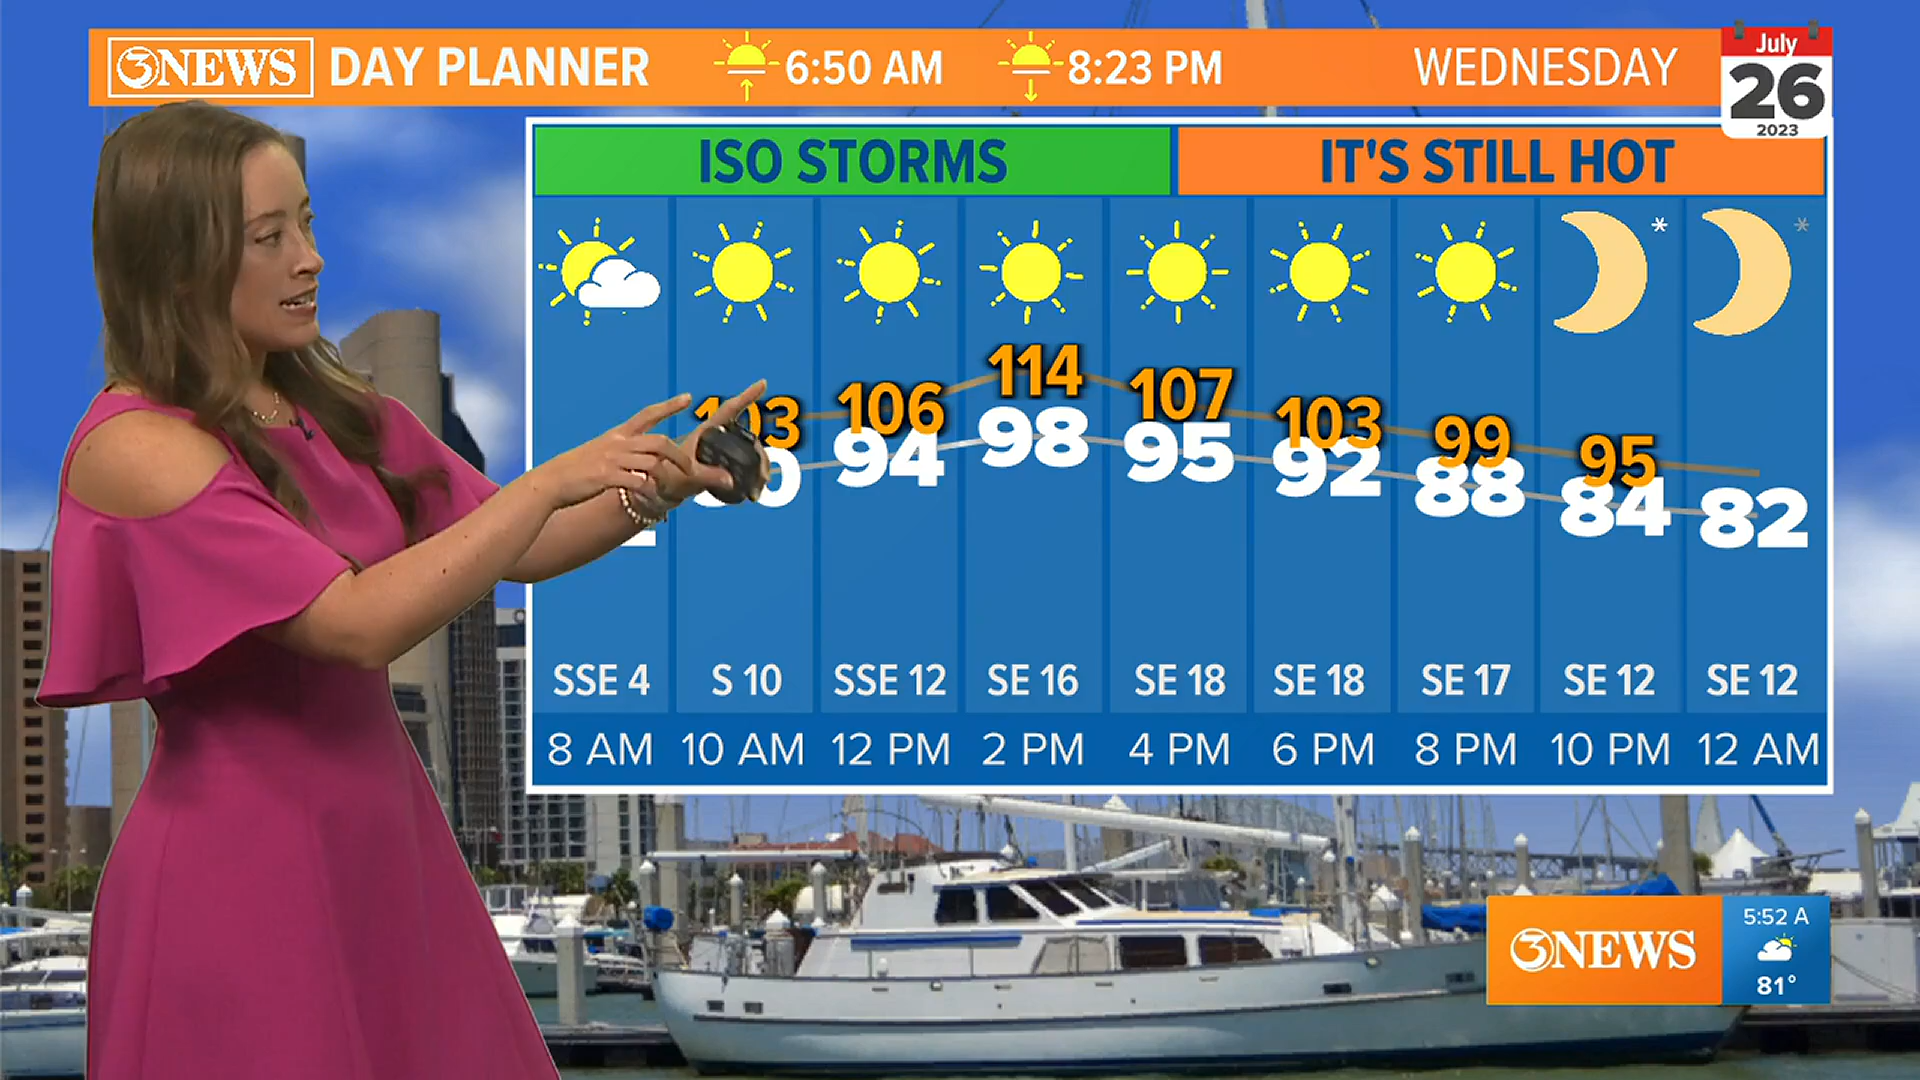 3NEWS DAY PLANNER 6:50 AM 8:23 PM WEDNESDAY
July
26
2023
ISO STORMS IT'S STILL HOT
* *
103 106 114 107 103 99 95
94 98 95 92 88 84 82
SSE 4 S 10 SSE 12 SE 16 SE 18 SE 18 SE 17 SE 12 SE 12
8 AM 10 AM 12 PM 2 PM 4 PM 6 PM 8 PM 10 PM 12 AM
3NEWS
5:52 A
81°